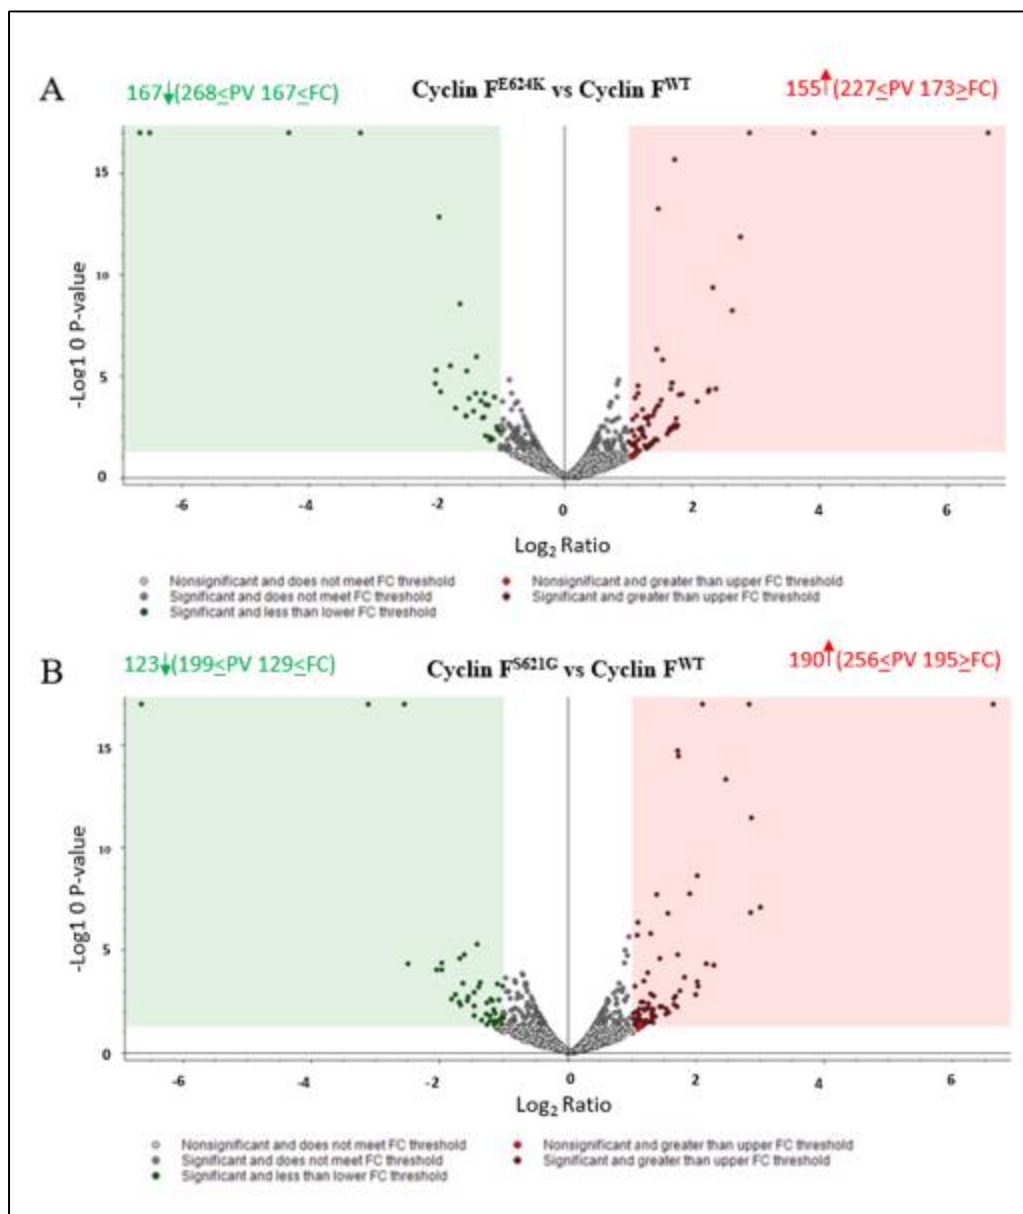 A
167↓(268≤PV 167≤FC)
Cyclin F^E624K vs Cyclin F^WT
155↑(227≤PV 173≥FC)
15
10
5
0
-Log1 0 P-value
-6
-4
-2
0
2
4
6
Log₂ Ratio
Nonsignificant and does not meet FC threshold
Significant and does not meet FC threshold
Significant and less than lower FC threshold
Nonsignificant and greater than upper FC threshold
Significant and greater than upper FC threshold
B
123↓(199≤PV 129≤FC)
Cyclin F^S621G vs Cyclin F^WT
190↑(256≤PV 195≥FC)
15
10
5
0
-Log1 0 P-value
-6
-4
-2
0
2
4
6
Log₂ Ratio
Nonsignificant and does not meet FC threshold
Significant and does not meet FC threshold
Significant and less than lower FC threshold
Nonsignificant and greater than upper FC threshold
Significant and greater than upper FC threshold